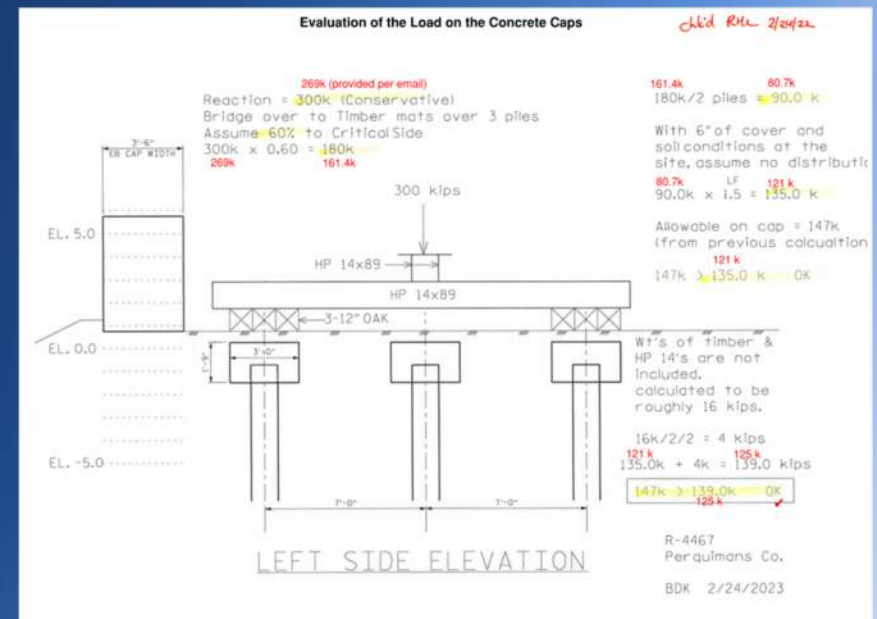 Evaluation of the Load on the Concrete Caps
chk'd RHL 2/24/22
269k (provided per email)
Reaction = 300k (Conservative)
Bridge over to Timber mats over 3 piles
Assume 60% to Critical Side
300k x 0.60 = 180k
269k 161.4k
161.4k 80.7k
180k/2 piles = 90.0 k
With 6" of cover and
soil conditions at the
site, assume no distributic
80.7k LF 121 k
90.0k x 1.5 = 135.0 k
Allowable on cap = 147k
(from previous calcualtion
121 k
147k > 135.0 k OK
3'-6"
EB CAP WIDTH
300 kips
EL. 5.0
HP 14x89
HP 14x89
3-12" OAK
EL. 0.0
3'-0"
1'-9"
EL. -5.0
7'-0" 7'-0"
Wt's of timber &
HP 14's are not
included.
calculated to be
roughly 16 kips.
16k/2/2 = 4 kips
121 k 125 k
135.0k + 4k = 139.0 kips
147k > 139.0k OK
125 k
LEFT SIDE ELEVATION
R-4467
Perquimans Co.
BDK 2/24/2023